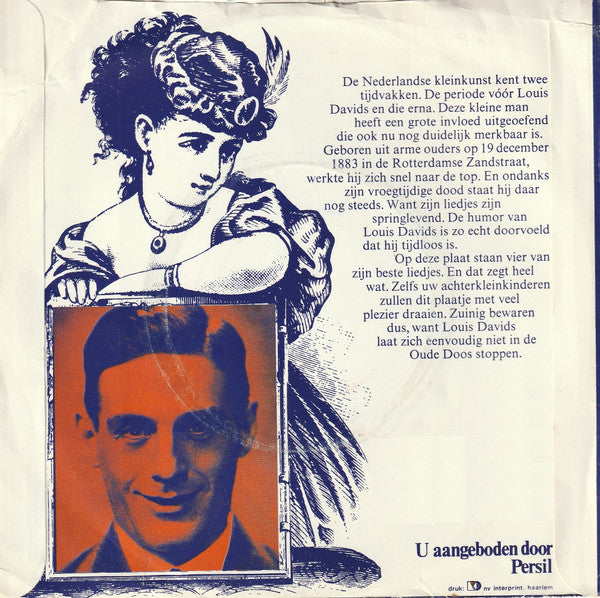 De Nederlandse kleinkunst kent twee
tijdvakken. De periode vóór Louis
Davids en die erna. Deze kleine man
heeft een grote invloed uitgeoefend
die ook nu nog duidelijk merkbaar is.
Geboren uit arme ouders op 19 december
1883 in de Rotterdamse Zandstraat,
werkte hij zich snel naar de top. En ondanks
zijn vroegtijdige dood staat hij daar
nog steeds. Want zijn liedjes zijn
springlevend. De humor van
Louis Davids is zo echt doorvoeld
dat hij tijdloos is.
Op deze plaat staan vier van
zijn beste liedjes. En dat zegt heel
wat. Zelfs uw achterkleinkinderen
zullen dit plaatje met veel
plezier draaien. Zuinig bewaren
dus, want Louis Davids
laat zich eenvoudig niet in de
Oude Doos stoppen.
U aangeboden door
Persil
druk: nv interprint, haarlem